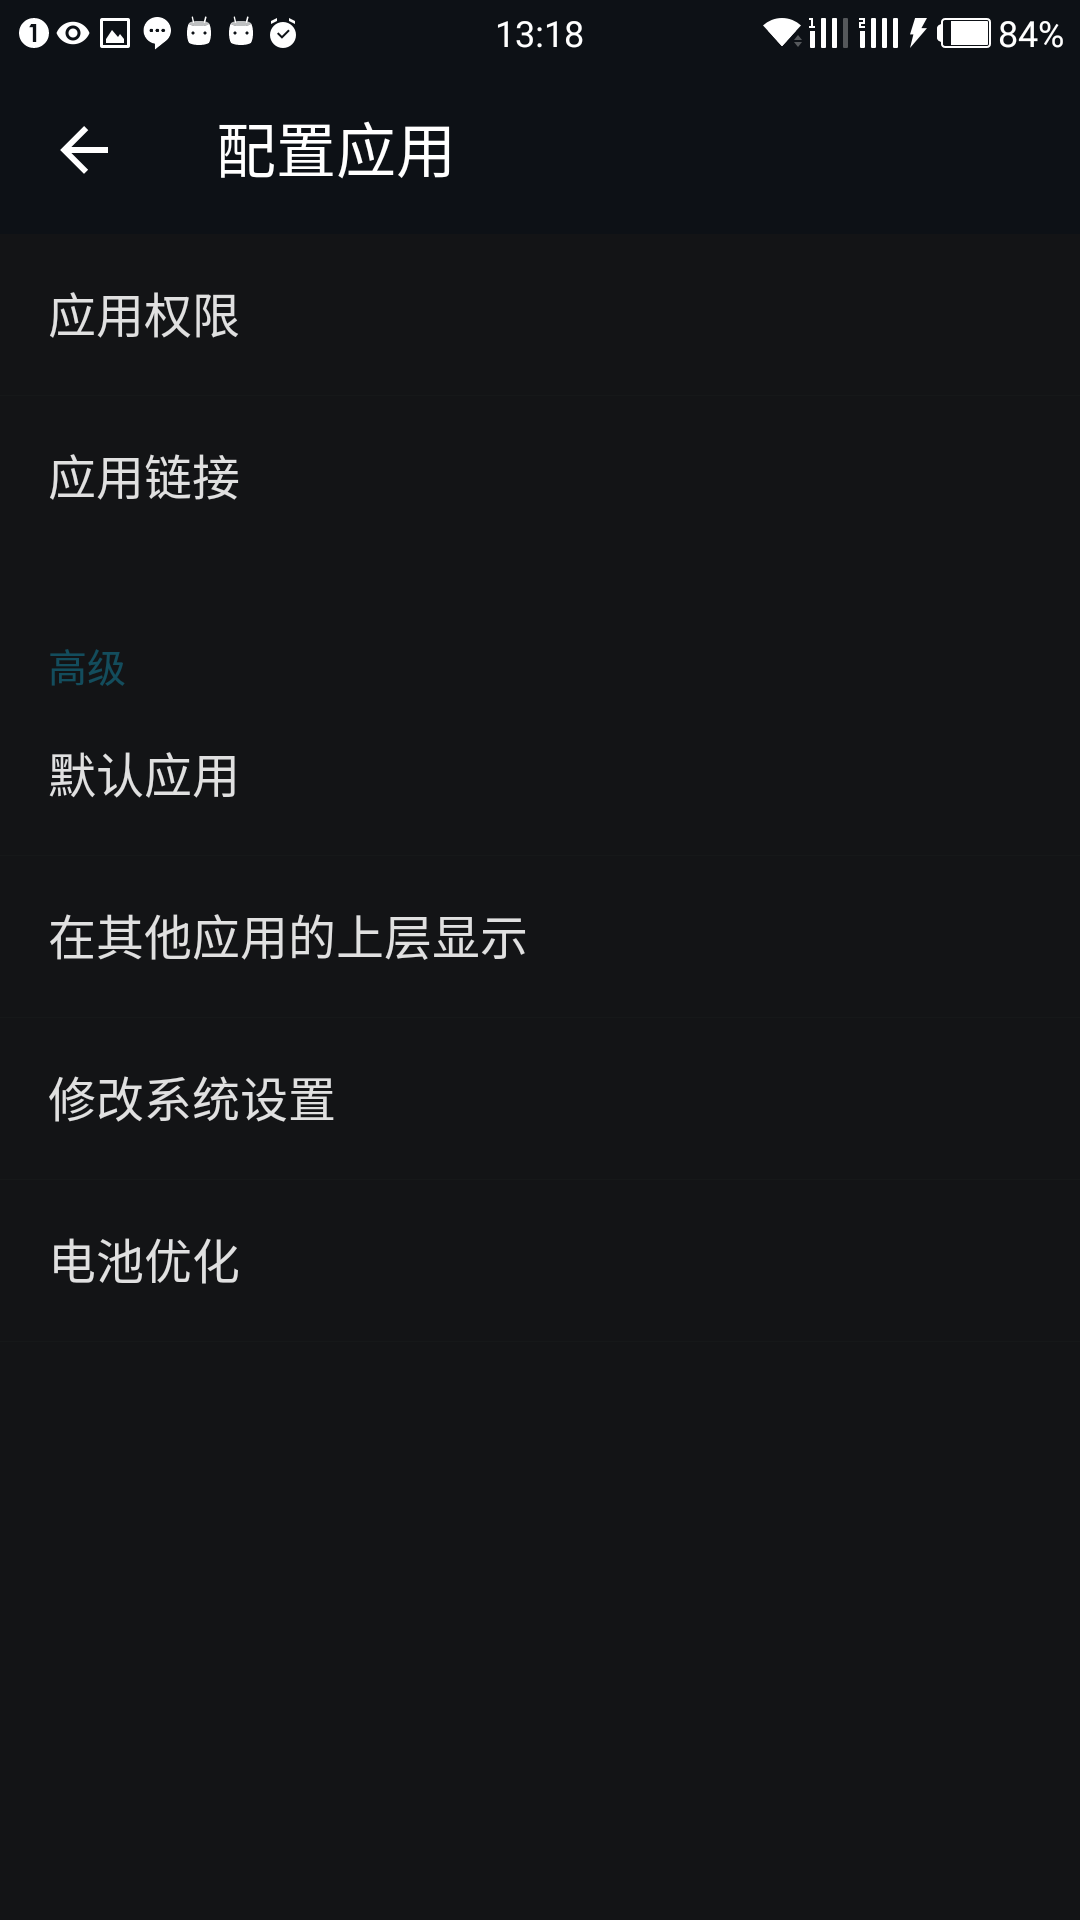 13:18
84%
配置应用
应用权限
应用链接
高级
默认应用
在其他应用的上层显示
修改系统设置
电池优化